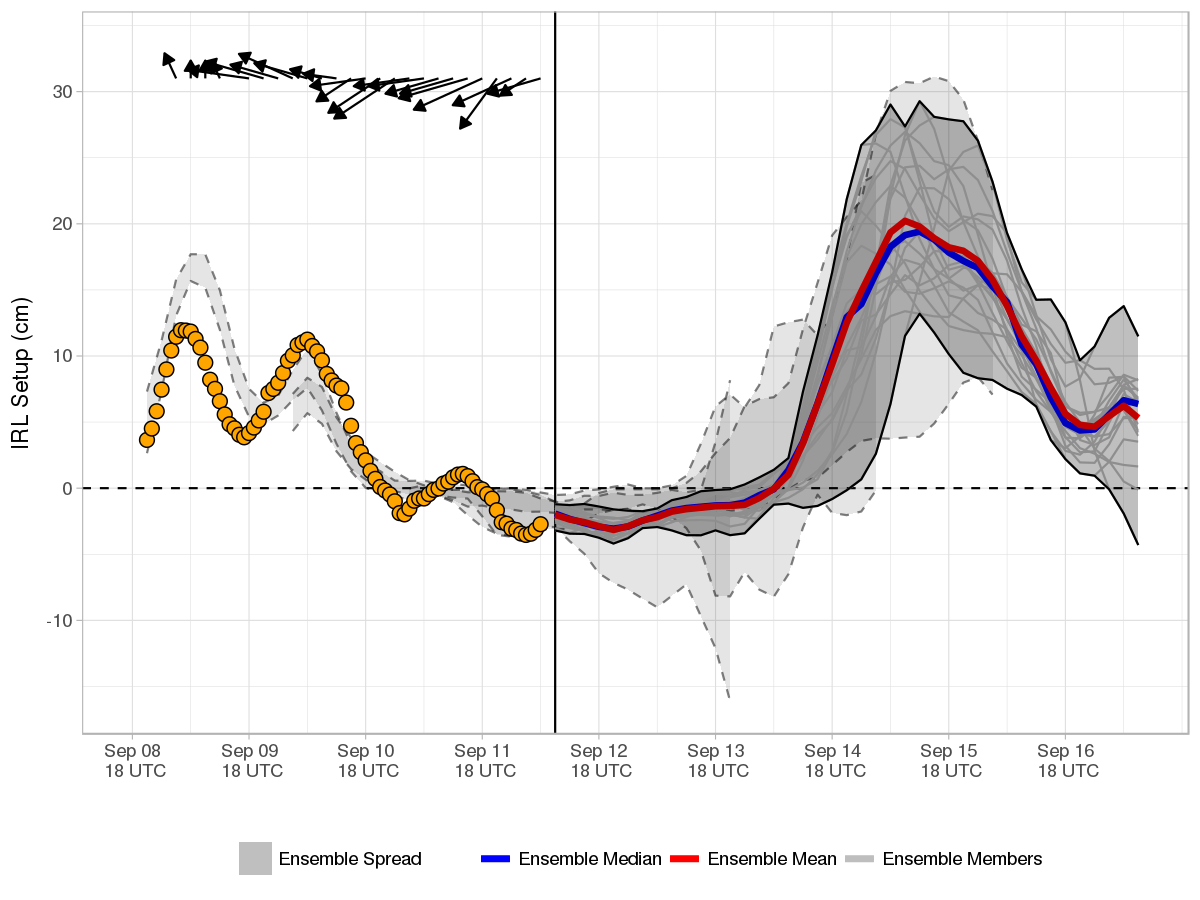 IRL Setup (cm)
30
20
10
0
-10
Sep 08 Sep 09 Sep 10 Sep 11 Sep 12 Sep 13 Sep 14 Sep 15 Sep 16
18 UTC 18 UTC 18 UTC 18 UTC 18 UTC 18 UTC 18 UTC 18 UTC 18 UTC
Ensemble Spread Ensemble Median Ensemble Mean Ensemble Members